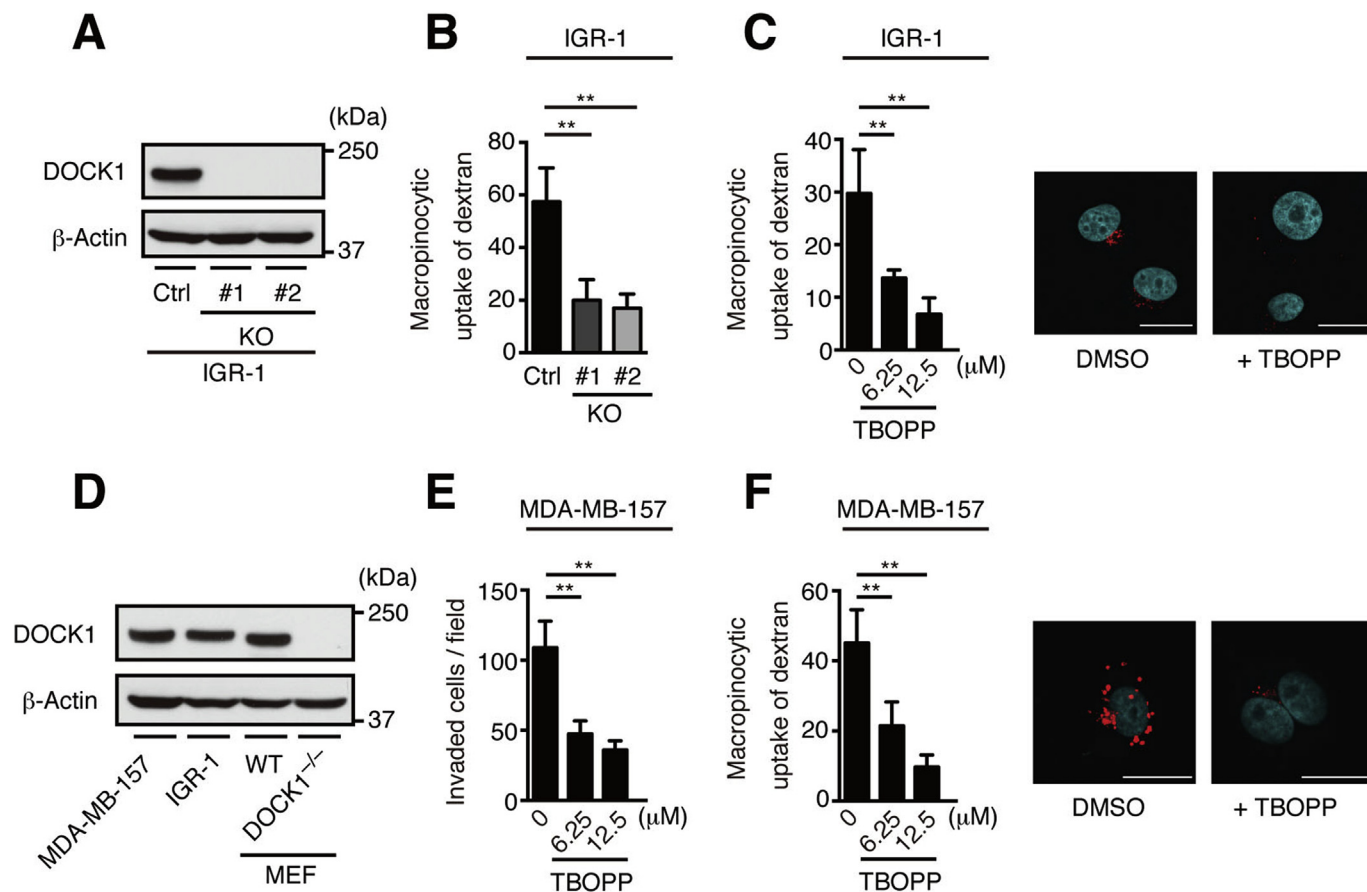 A
(kDa)
250
DOCK1
β-Actin
37
Ctrl #1 #2
KO
IGR-1
B
IGR-1
**
**
80
60
40
20
0
Macropinocytic
uptake of dextran
Ctrl #1 #2
KO
C
IGR-1
**
**
40
30
20
10
0
Macropinocytic
uptake of dextran
0 6.25 12.5 (μM)
TBOPP
DMSO
+ TBOPP
D
(kDa)
250
DOCK1
β-Actin
37
MDA-MB-157 IGR-1 WT DOCK1–/–
MEF
E
MDA-MB-157
**
**
150
100
50
0
Invaded cells / field
0 6.25 12.5 (μM)
TBOPP
F
MDA-MB-157
**
**
60
40
20
0
Macropinocytic
uptake of dextran
0 6.25 12.5 (μM)
TBOPP
DMSO
+ TBOPP